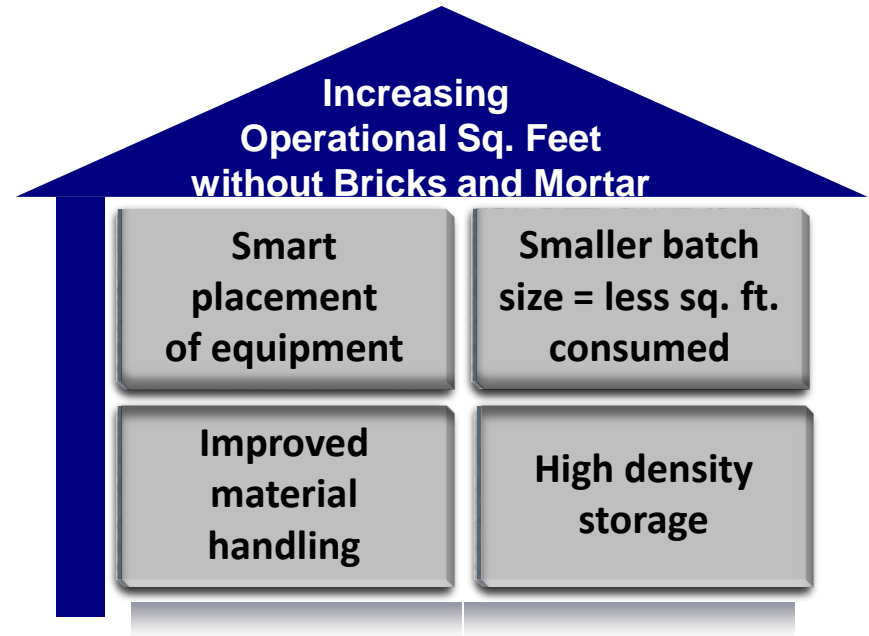 Increasing
Operational Sq. Feet
without Bricks and Mortar
Smart
placement
of equipment
Smaller batch
size = less sq. ft.
consumed
Improved
material
handling
High density
storage